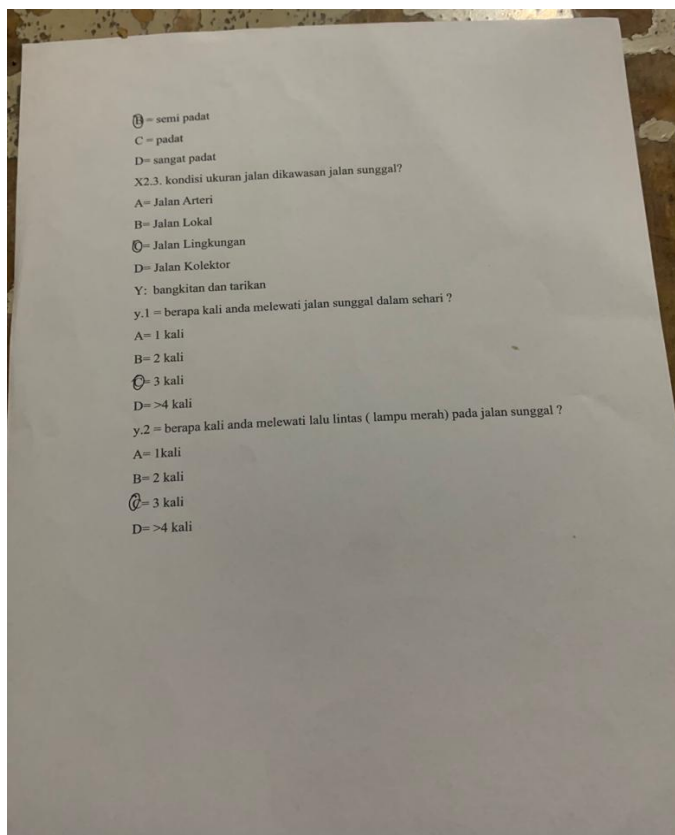 B = semi padat
C = padat
D= sangat padat
X2.3. kondisi ukuran jalan dikawasan jalan sunggal?
A= Jalan Arteri
B= Jalan Lokal
C= Jalan Lingkungan
D= Jalan Kolektor
Y: bangkitan dan tarikan
y.1 = berapa kali anda melewati jalan sunggal dalam sehari ?
A= 1 kali
B= 2 kali
C= 3 kali
D= >4 kali
y.2 = berapa kali anda melewati lalu lintas ( lampu merah) pada jalan sunggal ?
A= 1kali
B= 2 kali
C= 3 kali
D= >4 kali